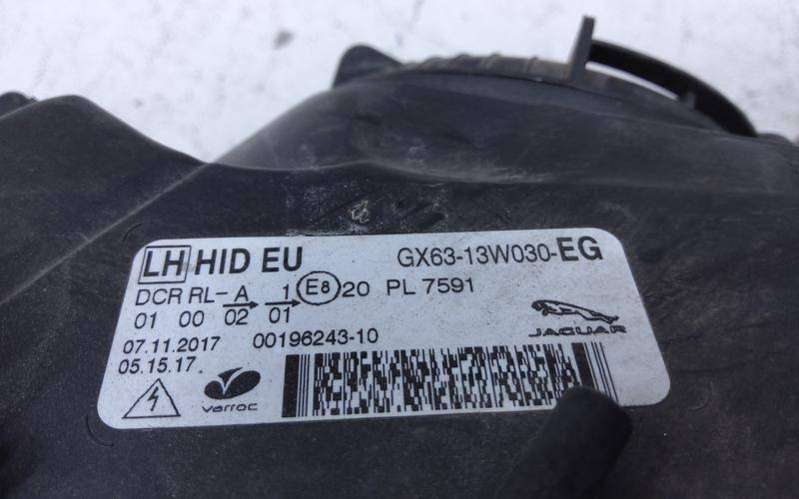 LH HID EU GX63-13W030-EG
DCR RL- A 1 E8 20 PL 7591
01 00 02 01
JAGUAR
07.11.2017 00196243-10
05.15.17
varroc